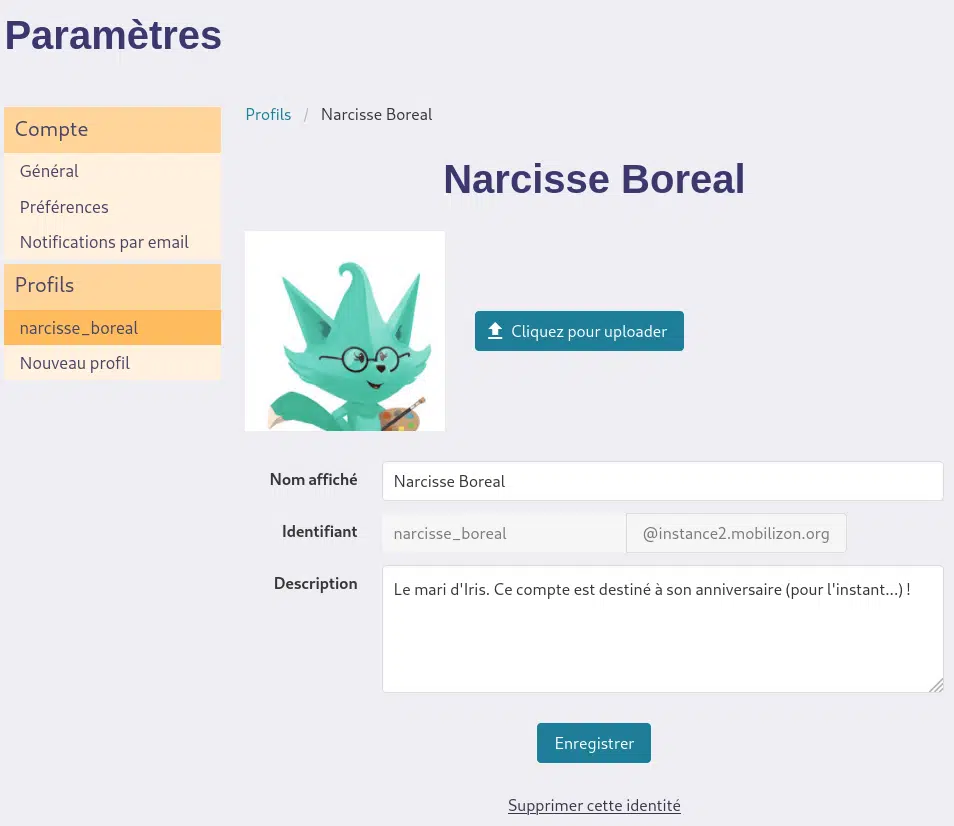 Paramètres
Compte
Général
Préférences
Notifications par email
Profils
narcisse_boreal
Nouveau profil
Profils / Narcisse Boreal
Narcisse Boreal
Cliquez pour uploader
Nom affiché
Narcisse Boreal
Identifiant
narcisse_boreal @instance2.mobilizon.org
Description
Le mari d'Iris. Ce compte est destiné à son anniversaire (pour l'instant...) !
Enregistrer
Supprimer cette identité